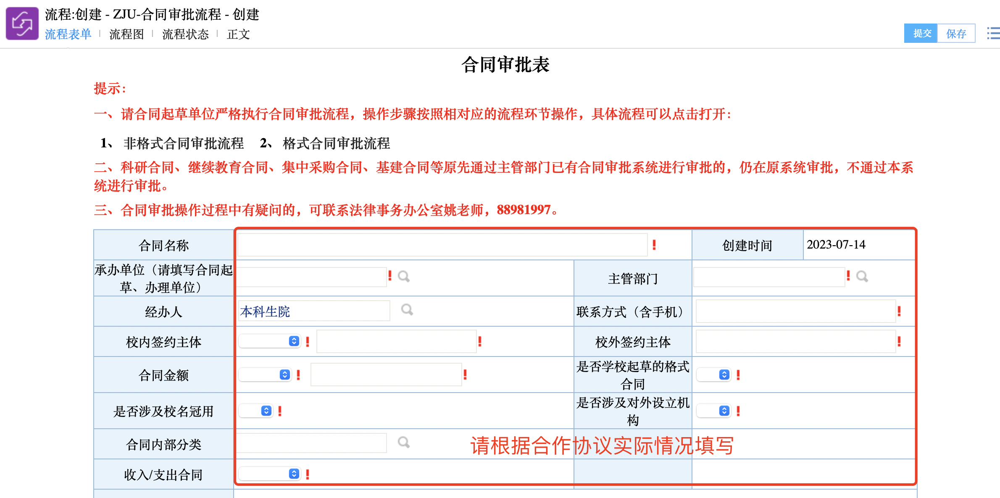 流程:创建 - ZJU-合同审批流程 - 创建
流程表单 | 流程图 | 流程状态 | 正文
提交 保存
合同审批表
提示：
一、请合同起草单位严格执行合同审批流程，操作步骤按照相对应的流程环节操作，具体流程可以点击打开：
1、 非格式合同审批流程 2、 格式合同审批流程
二、科研合同、继续教育合同、集中采购合同、基建合同等原先通过主管部门已有合同审批系统进行审批的，仍在原系统审批，不通过本系
统进行审批。
三、合同审批操作过程中有疑问的，可联系法律事务办公室姚老师，88981997。
合同名称 ! 创建时间 2023-07-14
承办单位（请填写合同起
草、办理单位） ! 主管部门 !
经办人 本科生院 联系方式（含手机） !
校内签约主体 ! ! 校外签约主体 !
合同金额 ! ! 是否学校起草的格式
合同 !
是否涉及校名冠用 ! 是否涉及对外设立机
构 !
合同内部分类 请根据合作协议实际情况填写
收入/支出合同 !